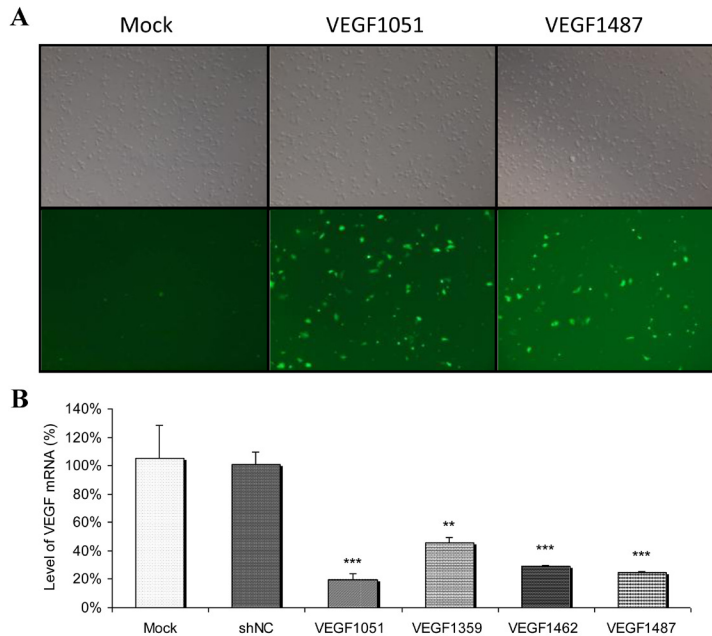 A
Mock VEGF1051 VEGF1487
B
Level of VEGF mRNA (%)
140%
120%
100%
80%
60%
40%
20%
0%
*** ** *** ***
Mock shNC VEGF1051 VEGF1359 VEGF1462 VEGF1487